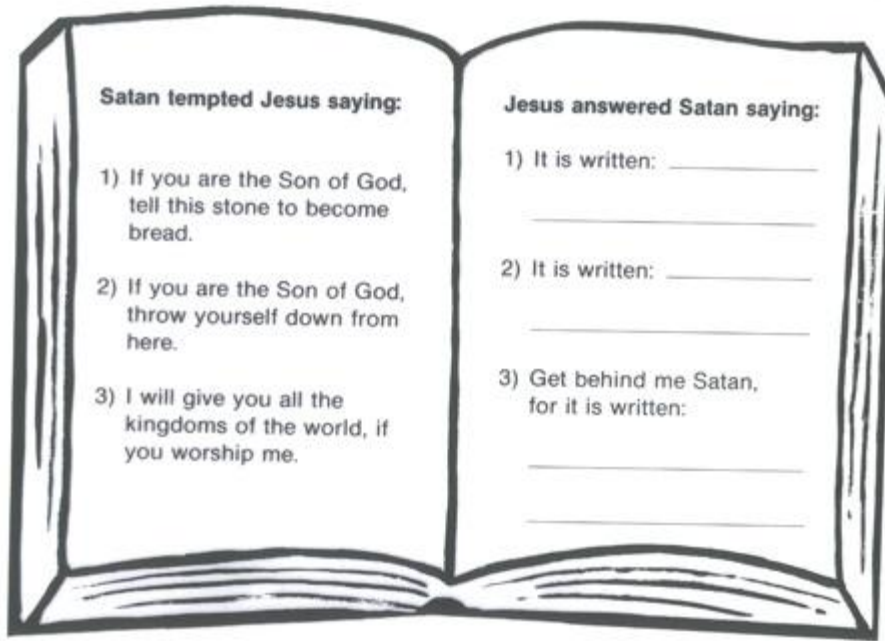 Satan tempted Jesus saying:
1) If you are the Son of God,
tell this stone to become
bread.
2) If you are the Son of God,
throw yourself down from
here.
3) I will give you all the
kingdoms of the world, if
you worship me.
Jesus answered Satan saying:
1) It is written:
2) It is written:
3) Get behind me Satan,
for it is written: